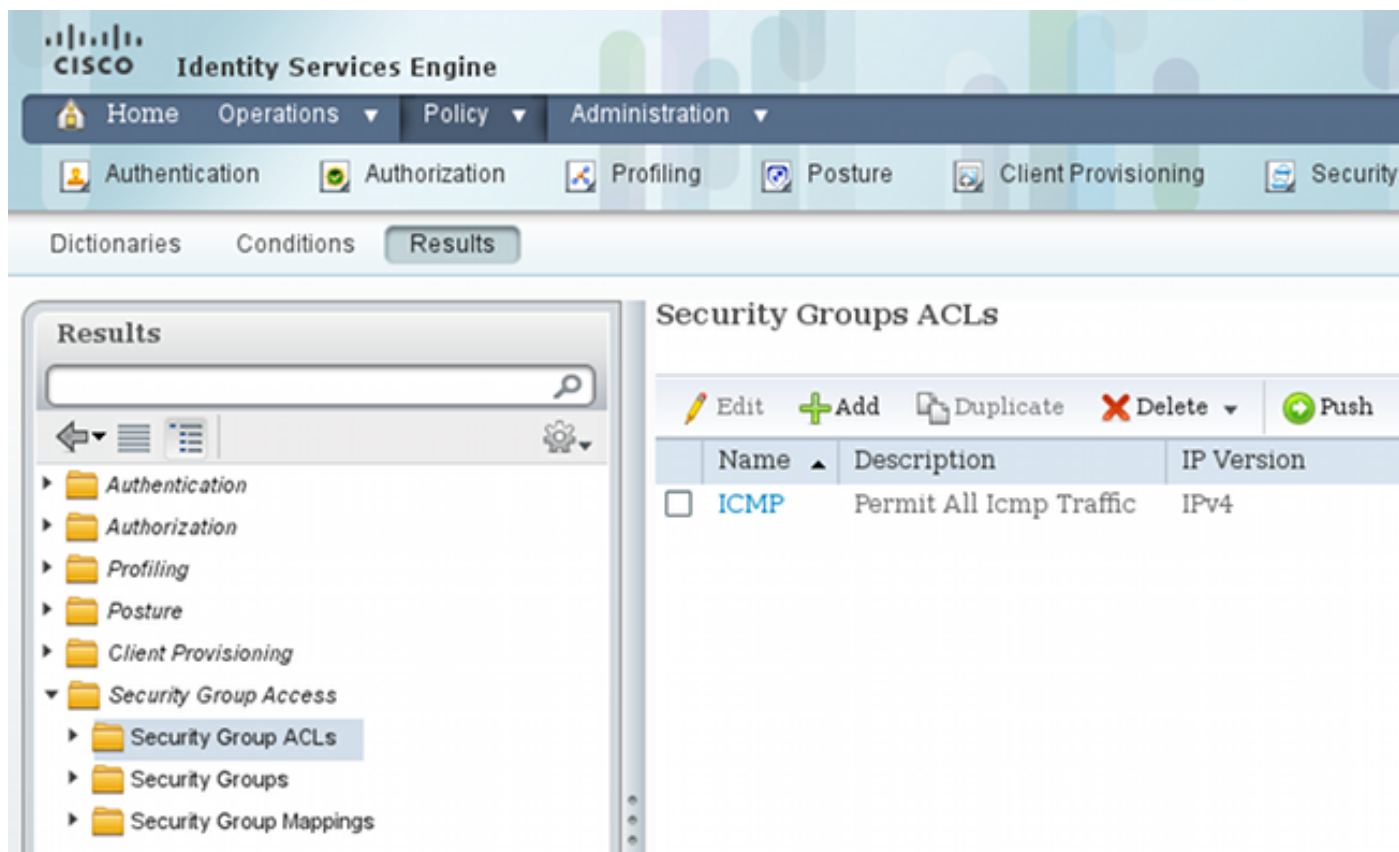 CISCO Identity Services Engine
Home Operations Policy Administration
Authentication Authorization Profiling Posture Client Provisioning Security
Dictionaries Conditions Results
Results
Security Groups ACLs
Edit Add Duplicate Delete Push
Name Description IP Version
ICMP Permit All Icmp Traffic IPv4
Authentication
Authorization
Profiling
Posture
Client Provisioning
Security Group Access
Security Group ACLs
Security Groups
Security Group Mappings